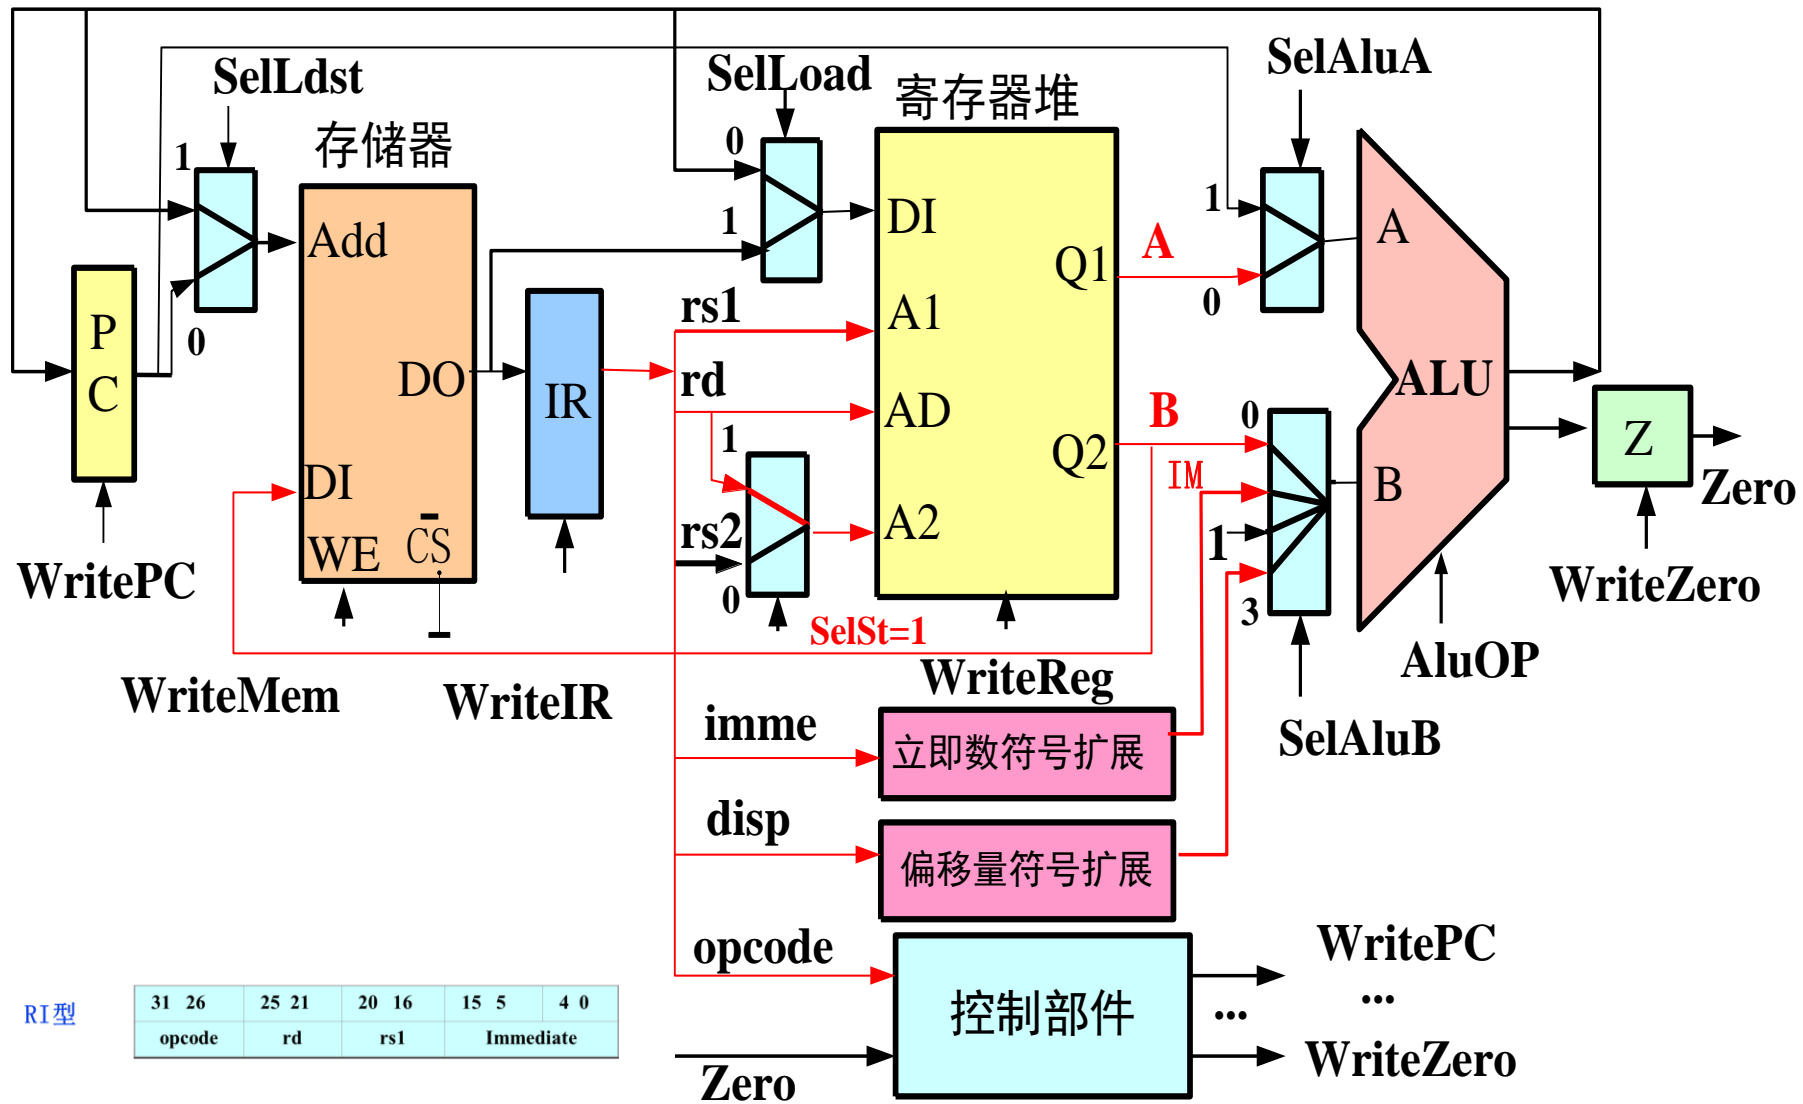 SelLdst
SelLoad
寄存器堆
SelAluA
存储器
1
0
1
1
0
Add
DI
A
Q1
A
P
C
0
rs1
A1
0
DO
IR
rd
AD
B
ALU
0
1
Q2
IM
B
Z
Zero
DI
rs2
A2
1
WE
CS
0
3
WritePC
SelSt=1
WriteZero
AluOP
WriteMem
WriteIR
WriteReg
SelAluB
imme
立即数符号扩展
disp
偏移量符号扩展
opcode
控制部件
WritePC
...
...
WriteZero
Zero
RI型
31 26 25 21 20 16 15 5 4 0
opcode rd rs1 Immediate